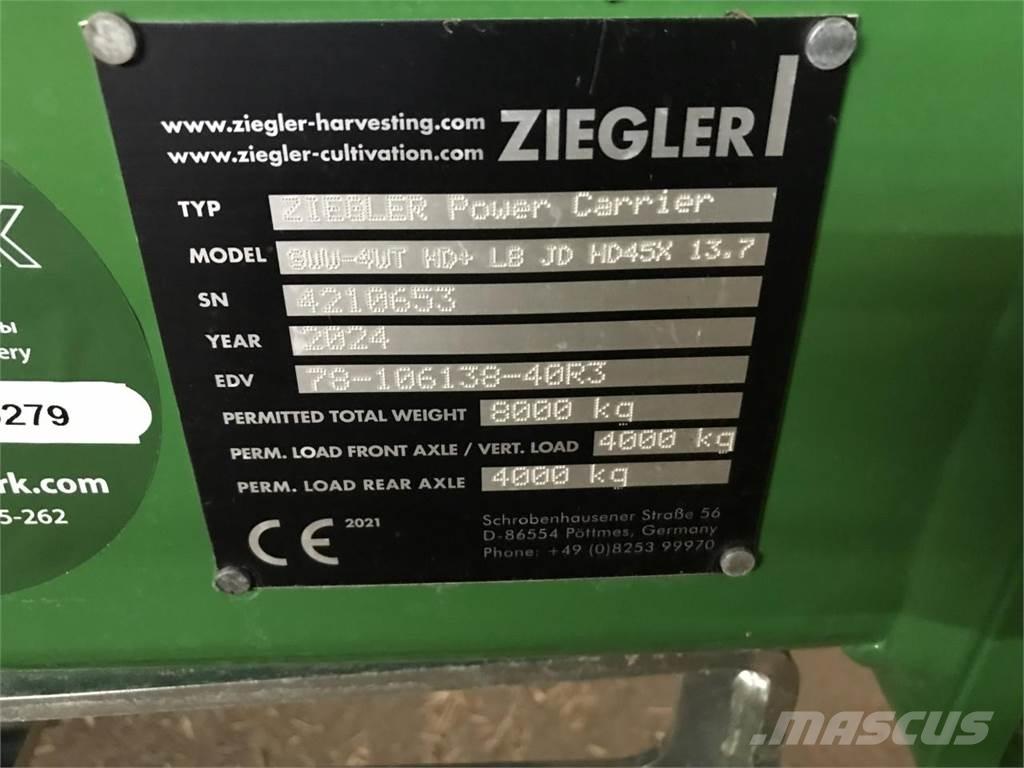 www.ziegler-harvesting.com
www.ziegler-cultivation.com
ZIEGLER
TYP ZIEGLER Power Carrier
MODEL SWW-4WT HD+ LB JD HD45X 13.7
SN 4210653
YEAR 2024
EDV 78-106138-40R3
PERMITTED TOTAL WEIGHT 8000 kg
PERM. LOAD FRONT AXLE / VERT. LOAD 4000 kg
PERM. LOAD REAR AXLE 4000 kg
CE 2021
Schrobenhausener Straße 56
D-86554 Pöttmes, Germany
Phone: +49 (0)8253 99970
K
ы
ery
279
rk.com
5-262
MASCUS